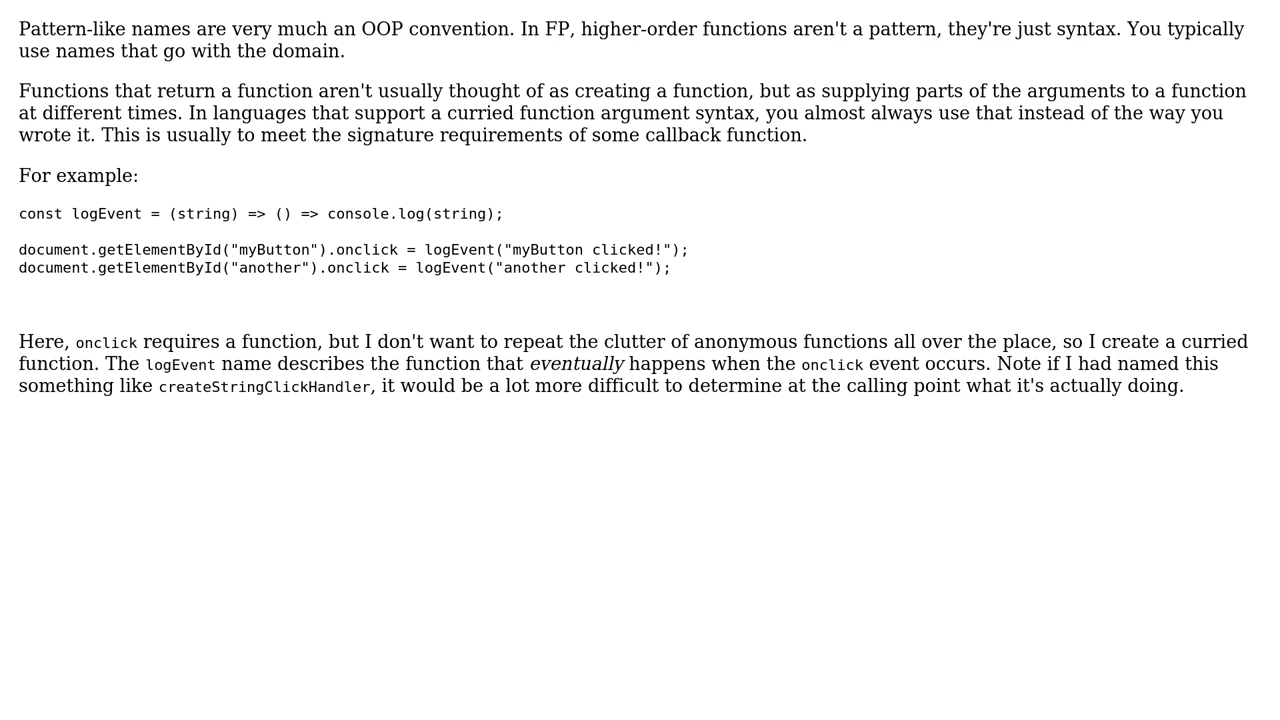 Pattern-like names are very much an OOP convention. In FP, higher-order functions aren't a pattern, they're just syntax. You typically
use names that go with the domain.
Functions that return a function aren't usually thought of as creating a function, but as supplying parts of the arguments to a function
at different times. In languages that support a curried function argument syntax, you almost always use that instead of the way you
wrote it. This is usually to meet the signature requirements of some callback function.
For example:
const logEvent = (string) => () => console.log(string);
document.getElementById("myButton").onclick = logEvent("myButton clicked!");
document.getElementById("another").onclick = logEvent("another clicked!");
Here, onclick requires a function, but I don't want to repeat the clutter of anonymous functions all over the place, so I create a curried
function. The logEvent name describes the function that eventually happens when the onclick event occurs. Note if I had named this
something like createStringClickHandler, it would be a lot more difficult to determine at the calling point what it's actually doing.